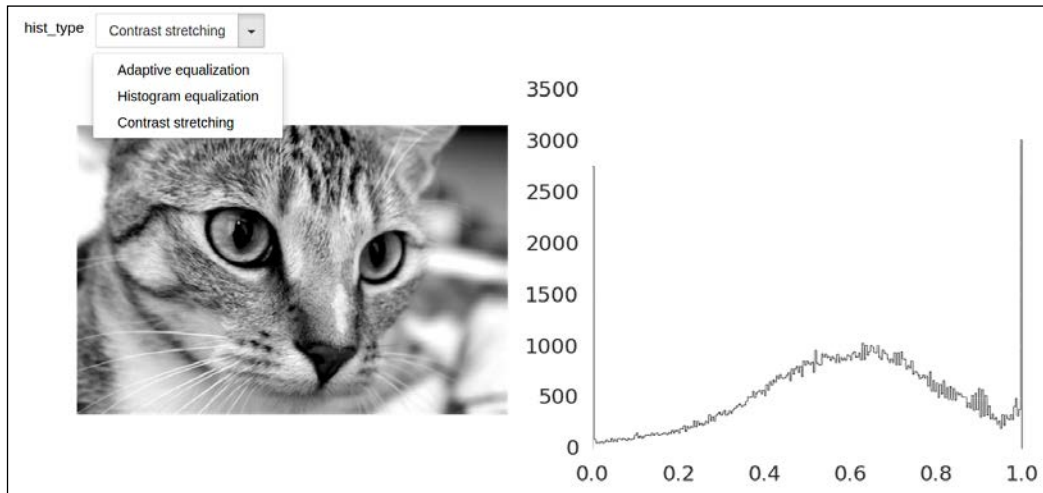 hist_type Contrast stretching
Adaptive equalization
Histogram equalization
Contrast stretching
3500
3000
2500
2000
1500
1000
500
0
0.0 0.2 0.4 0.6 0.8 1.0